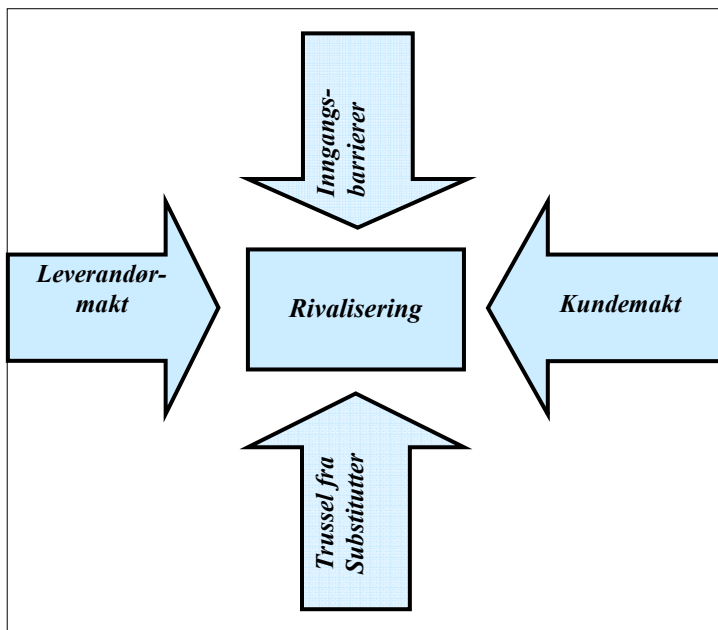 Inngangs-
barrierer
Leverandør-
makt
Rivalisering
Kundemakt
Trussel fra
Substitutter